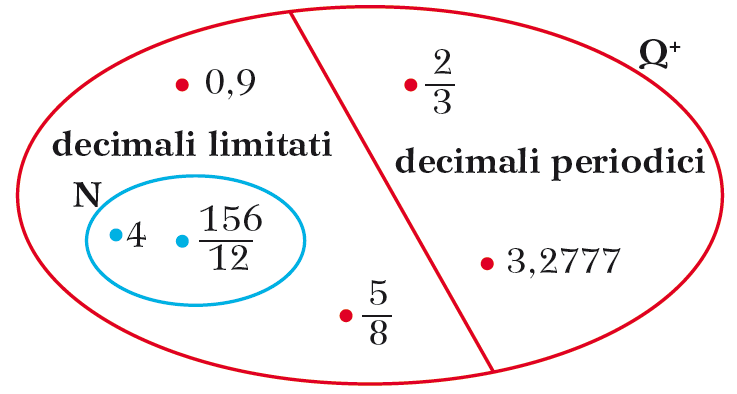 Q⁺
0,9
2/3
decimali limitati
decimali periodici
N
4
156/12
3,2777
5/8